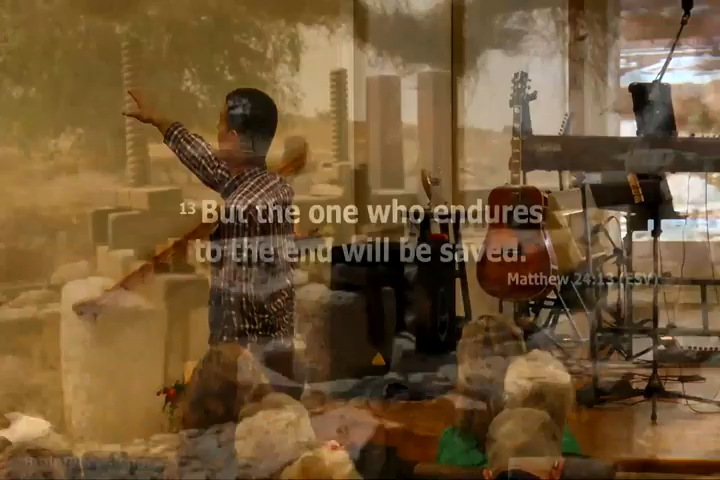 13 But the one who endures
to the end will be saved.
Matthew 24:13 (ESV)